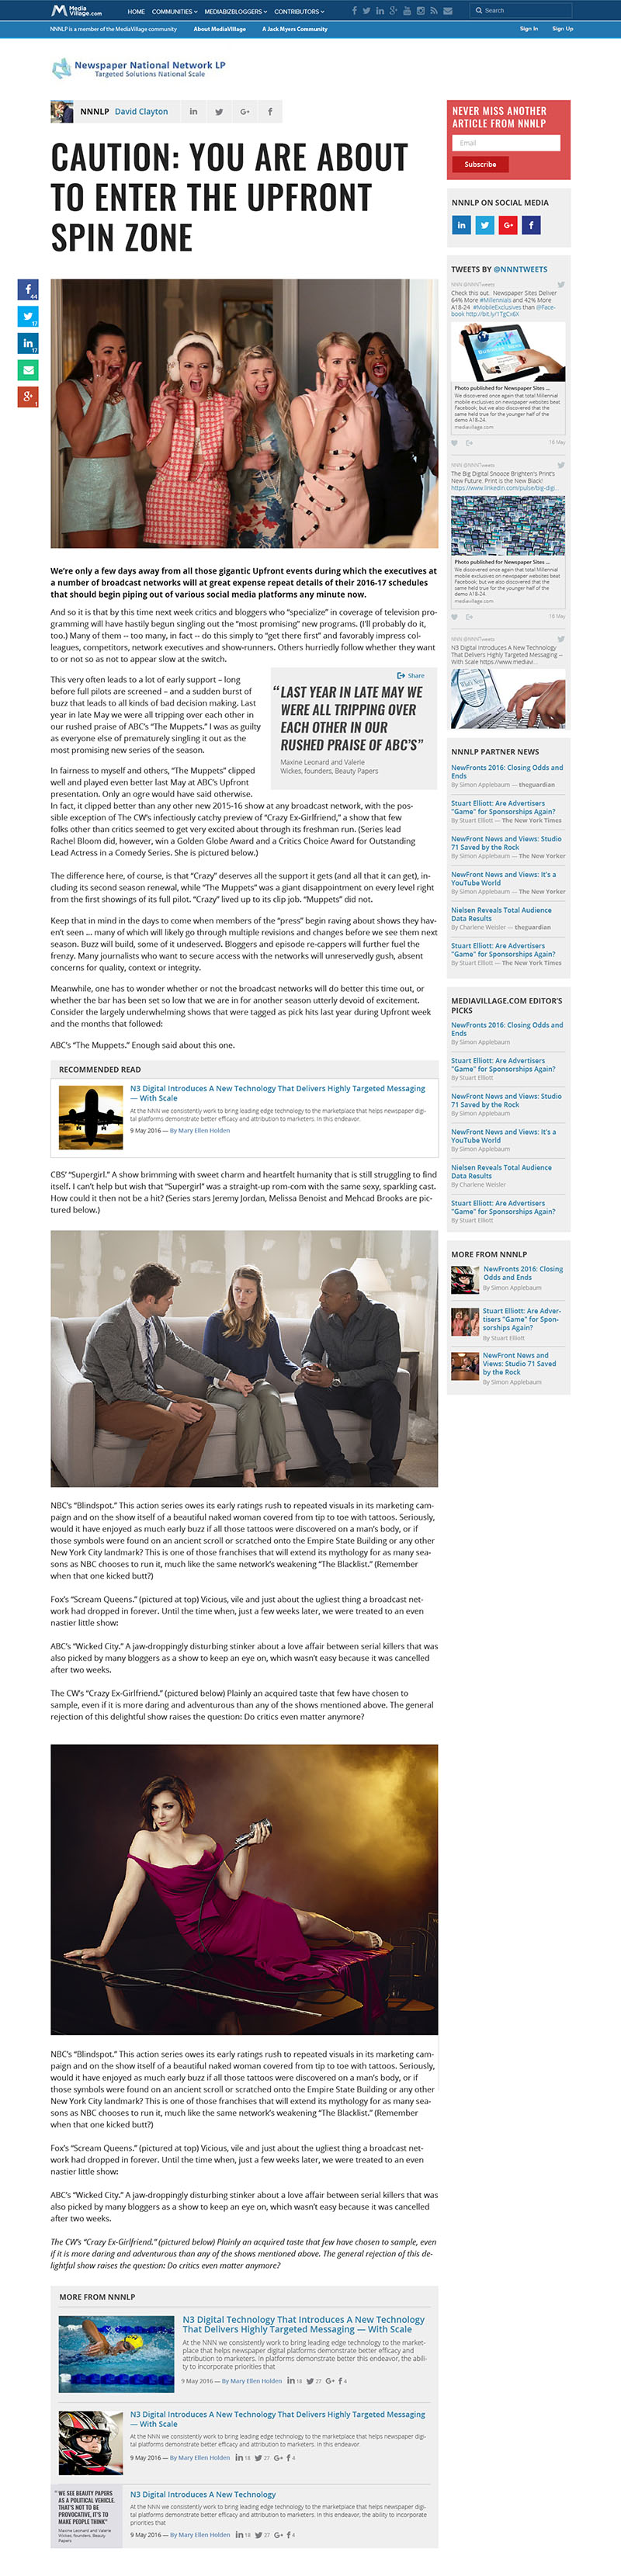 Media
Village.com
HOME COMMUNITIES MEDIABIZBLOGGERS CONTRIBUTORS
Search
NNNLP is a member of the MediaVillage community About MediaVillage A Jack Myers Community
Sign In Sign Up
Newspaper National Network LP
Targeted Solutions National Scale
NNNLP David Clayton
CAUTION: YOU ARE ABOUT
TO ENTER THE UPFRONT
SPIN ZONE
44
17
17
1
We're only a few days away from all those gigantic Upfront events during which the executives at
a number of broadcast networks will at great expense repeat details of their 2016-17 schedules
that should begin piping out of various social media platforms any minute now.
And so it is that by this time next week critics and bloggers who "specialize" in coverage of television pro-
gramming will have hastily begun singling out the "most promising" new programs. (I'll probably do it,
too.) Many of them -- too many, in fact -- do this simply to "get there first" and favorably impress col-
leagues, competitors, network executives and show-runners. Others hurriedly follow whether they want
to or not so as not to appear slow at the switch.
This very often leads to a lot of early support – long
before full pilots are screened – and a sudden burst of
buzz that leads to all kinds of bad decision making. Last
year in late May we were all tripping over each other in
our rushed praise of ABC's "The Muppets." I was as guilty
as everyone else of prematurely singling it out as the
most promising new series of the season.
Share
"LAST YEAR IN LATE MAY WE
WERE ALL TRIPPING OVER
EACH OTHER IN OUR
RUSHED PRAISE OF ABC'S"
Maxine Leonard and Valerie
Wickes, founders, Beauty Papers
In fairness to myself and others, "The Muppets" clipped
well and played even better last May at ABC's Upfront
presentation. Only an ogre would have said otherwise.
In fact, it clipped better than any other new 2015-16 show at any broadcast network, with the pos-
sible exception of The CW's infectiously catchy preview of "Crazy Ex-Girlfriend," a show that few
folks other than critics seemed to get very excited about before or after its premiere. (Series lead
Rachel Bloom did, however, win a Golden Globe Award and a Critics Choice Award for Outstanding
Lead Actress in a Comedy Series. She is pictured below.)
The difference here, of course, is that "Crazy" deserves all the support it gets (and all that it can get), in-
cluding its second season renewal, while "The Muppets" was a giant disappointment on every level right
from the first showings of its full pilot. "Crazy" lived up to its clip job. "Muppets" did not.
Keep that in mind in the days to come when members of the "press" begin raving about shows they hav-
en't seen ... many of which will likely go through multiple revisions and changes before we see them next
season. Buzz will build, some of it unwarranted. Bloggers and episode re-cappers will further fuel the
frenzy. Many journalists who want to secure access with the networks will unreservedly gush, absent
concerns for quality, context or integrity.
Meanwhile, one has to wonder whether or not the broadcast networks will do better this time out, or
whether the bar has been set so low that we are in for another season utterly devoid of excitement.
Consider the largely underwhelming shows that were tagged as pick hits last year during Upfront week
and the months that followed:
ABC's "The Muppets." Enough said about this one.
RECOMMENDED READ
N3 Digital Introduces A New Technology That Delivers Highly Targeted Messaging
— With Scale
At the NNN we consistently work to bring leading edge technology to the marketplace that helps newspaper digi-
tal platforms demonstrate better efficacy and attribution to marketers. In this endeavor.
9 May 2016 — By Mary Ellen Holden
CBS' "Supergirl." A show brimming with sweet charm and heartfelt humanity that is still struggling to find
itself. I can't help but wish that "Supergirl" was a straight-up rom-com with the same sexy, sparkling cast.
How could it then not be a hit? (Series stars Jeremy Jordan, Melissa Benoist and Mehcad Brooks are pic-
tured below.)
NBC's "Blindspot." This action series owes its early ratings rush to repeated visuals in its marketing cam-
paign and on the show itself of a beautiful naked woman covered from tip to toe with tattoos. Seriously,
would it have enjoyed as much early buzz if all those tattoos were discovered on a man's body, or if
those symbols were found on an ancient scroll or scratched onto the Empire State Building or any other
New York City landmark? This is one of those franchises that will extend its mythology for as many sea-
sons as NBC chooses to run it, much like the same network's weakening "The Blacklist." (Remember
when that one kicked butt?)
Fox's "Scream Queens." (pictured at top) Vicious, vile and just about the ugliest thing a broadcast net-
work had dropped in forever. Until the time when, just a few weeks later, we were treated to an even
nastier little show:
ABC's "Wicked City." A jaw-droppingly disturbing stinker about a love affair between serial killers that was
also picked by many bloggers as a show to keep an eye on, which wasn't easy because it was cancelled
after two weeks.
The CW's "Crazy Ex-Girlfriend." (pictured below) Plainly an acquired taste that few have chosen to
sample, even if it is more daring and adventurous than any of the shows mentioned above. The general
rejection of this delightful show raises the question: Do critics even matter anymore?
NBC's "Blindspot." This action series owes its early ratings rush to repeated visuals in its marketing cam-
paign and on the show itself of a beautiful naked woman covered from tip to toe with tattoos. Seriously,
would it have enjoyed as much early buzz if all those tattoos were discovered on a man's body, or if
those symbols were found on an ancient scroll or scratched onto the Empire State Building or any other
New York City landmark? This is one of those franchises that will extend its mythology for as many sea-
sons as NBC chooses to run it, much like the same network's weakening "The Blacklist." (Remember
when that one kicked butt?)
Fox's "Scream Queens." (pictured at top) Vicious, vile and just about the ugliest thing a broadcast net-
work had dropped in forever. Until the time when, just a few weeks later, we were treated to an even
nastier little show:
ABC's "Wicked City." A jaw-droppingly disturbing stinker about a love affair between serial killers that was
also picked by many bloggers as a show to keep an eye on, which wasn't easy because it was cancelled
after two weeks.
The CW's "Crazy Ex-Girlfriend." (pictured below) Plainly an acquired taste that few have chosen to sample, even
if it is more daring and adventurous than any of the shows mentioned above. The general rejection of this de-
lightful show raises the question: Do critics even matter anymore?
MORE FROM NNNLP
N3 Digital Technology That Introduces A New Technology
That Delivers Highly Targeted Messaging — With Scale
At the NNN we consistently work to bring leading edge technology to the market-
place that helps newspaper digital platforms demonstrate better efficacy and
attribution to marketers. In platforms demonstrate better this endeavor, the abil-
ty to incorporate priorities that
9 May 2016 — By Mary Ellen Holden 18 27 4
N3 Digital Introduces A New Technology That Delivers Highly Targeted Messaging
— With Scale
At the NNN we consistently work to bring leading edge technology to the marketplace that helps newspaper digi-
tal platforms demonstrate better efficacy and attribution to marketers. In this endeavor.
9 May 2016 — By Mary Ellen Holden 18 27 4
"WE SEE BEAUTY PAPERS
AS A POLITICAL VEHICLE.
THAT'S NOT TO BE
PROVOCATIVE, IT'S TO
MAKE PEOPLE THINK"
Maxine Leonard and Valerie
Wickes, founders, Beauty
Papers
N3 Digital Introduces A New Technology
At the NNN we consistently work to bring leading edge technology to the marketplace that helps newspaper digi-
tal platforms demonstrate better efficacy and attribution to marketers. In this endeavor, the ability to incorporate
priorities that
9 May 2016 — By Mary Ellen Holden 18 27 4
NEVER MISS ANOTHER
ARTICLE FROM NNNLP
Email
Subscribe
NNNLP ON SOCIAL MEDIA
TWEETS BY @NNNTWEETS
NNN @NNNTweets
Check this out. Newspaper Sites Deliver
64% More #Millennials and 42% More
A18-24 #MobileExclusives than @Face-
book http://bit.ly/1TgCx6X
Photo published for Newspaper Sites ...
We discovered once again that total Millennial
mobile exclusives on newspaper websites beat
Facebook; but we also discovered that the
same held true for the younger half of the
demo A18-24.
mediavillage.com
18 May
NNN @NNNTweets
The Big Digital Snooze Brighten's Print's
New Future. Print is the New Black!
https://www.linkedin.com/pulse/big-digi...
Photo published for Newspaper Sites ...
We discovered once again that total Millennial
mobile exclusives on newspaper websites beat
Facebook; but we also discovered that the
same held true for the younger half of the
demo A18-24.
mediavillage.com
18 May
NNN @NNNTweets
N3 Digital Introduces A New Technology
That Delivers Highly Targeted Messaging --
With Scale https://www.mediavi...
NNNLP PARTNER NEWS
NewFronts 2016: Closing Odds and
Ends
By Simon Applebaum — theguardian
Stuart Elliott: Are Advertisers
"Game" for Sponsorships Again?
By Stuart Elliott — The New York Times
NewFront News and Views: Studio
71 Saved by the Rock
By Simon Applebaum — The New Yorker
NewFront News and Views: It's a
YouTube World
By Simon Applebaum — The New Yorker
Nielsen Reveals Total Audience
Data Results
By Charlene Weisler — theguardian
Stuart Elliott: Are Advertisers
"Game" for Sponsorships Again?
By Stuart Elliott — The New York Times
MEDIAVILLAGE.COM EDITOR'S
PICKS
NewFronts 2016: Closing Odds and
Ends
By Simon Applebaum
Stuart Elliott: Are Advertisers
"Game" for Sponsorships Again?
By Stuart Elliott
NewFront News and Views: Studio
71 Saved by the Rock
By Simon Applebaum
NewFront News and Views: It's a
YouTube World
By Simon Applebaum
Nielsen Reveals Total Audience
Data Results
By Charlene Weisler
Stuart Elliott: Are Advertisers
"Game" for Sponsorships Again?
By Stuart Elliott
MORE FROM NNNLP
NewFronts 2016: Closing
Odds and Ends
By Simon Applebaum
Stuart Elliott: Are Adver-
tisers "Game" for Spon-
sorships Again?
By Stuart Elliott
NewFront News and
Views: Studio 71 Saved
by the Rock
By Simon Applebaum